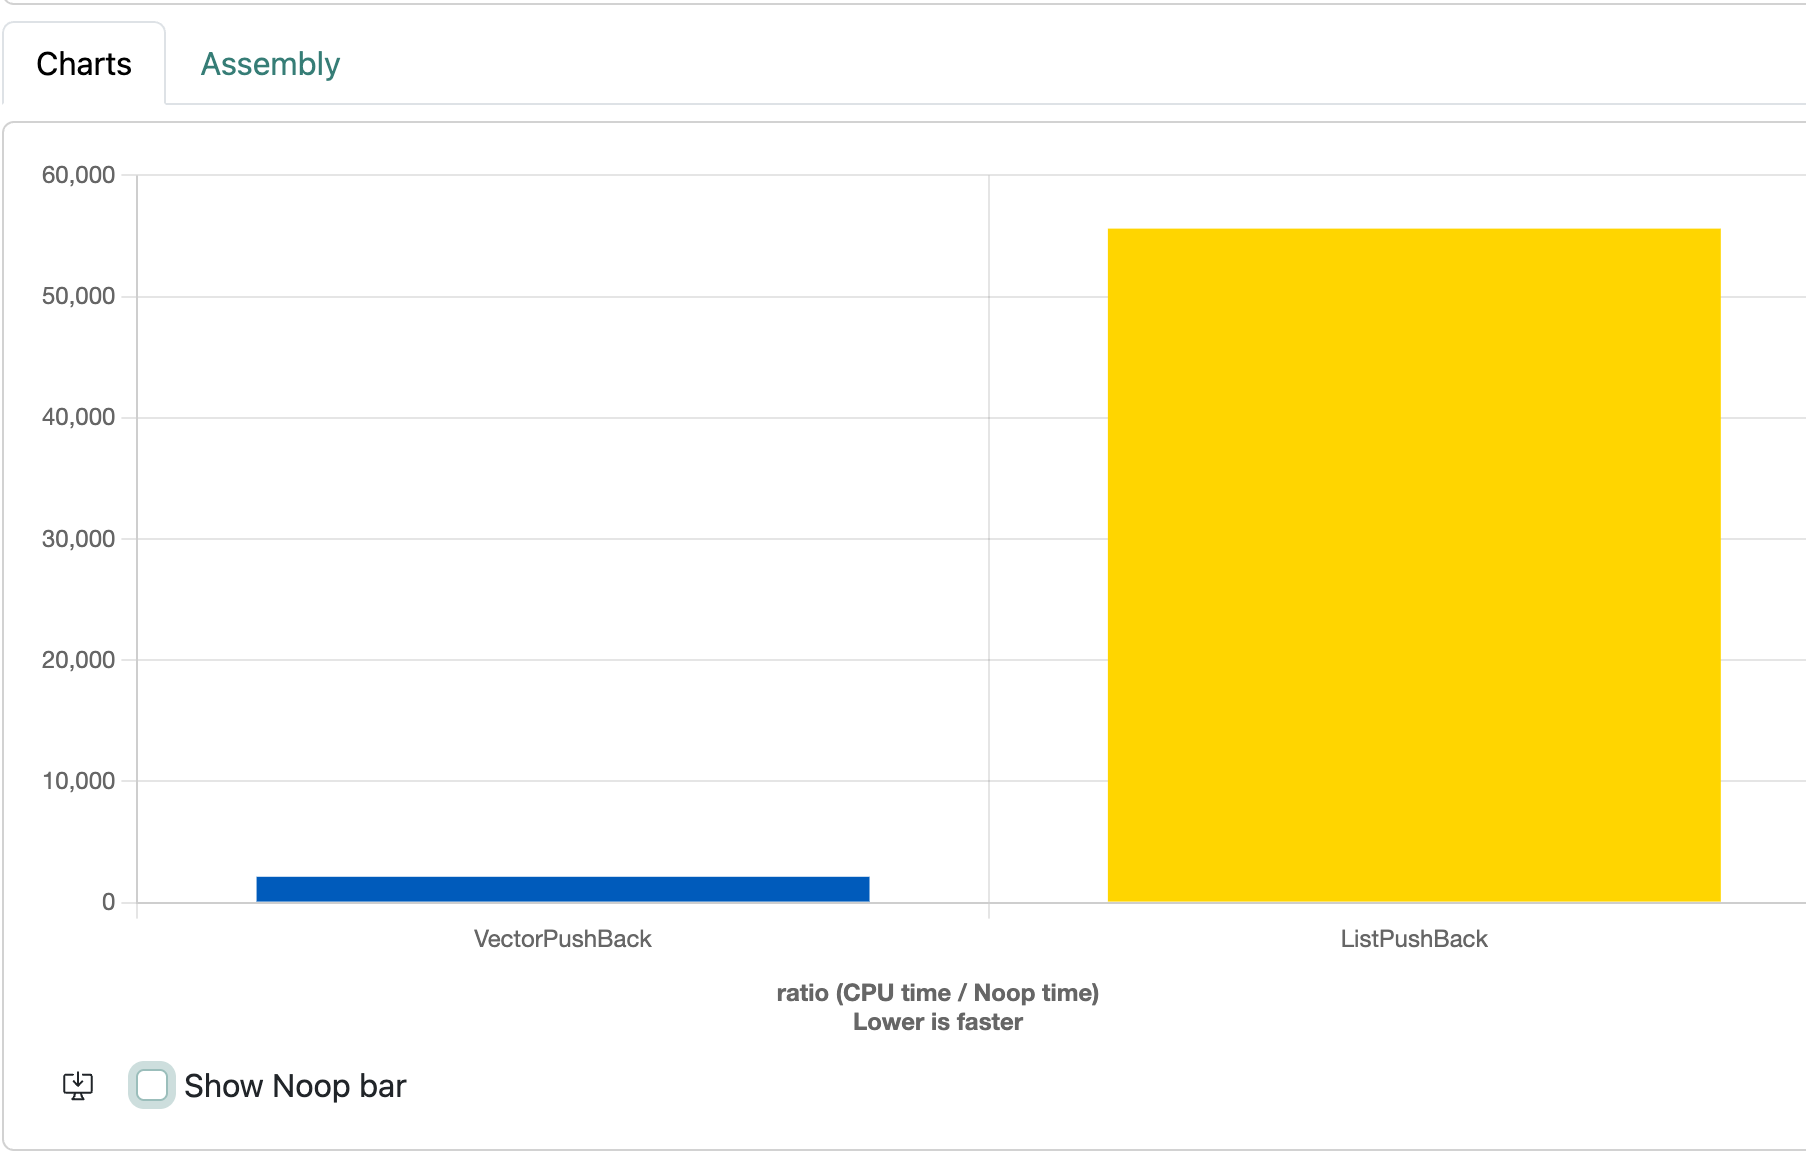 Charts
Assembly
60,000
50,000
40,000
30,000
20,000
10,000
0
VectorPushBack
ListPushBack
ratio (CPU time / Noop time)
Lower is faster
Show Noop bar